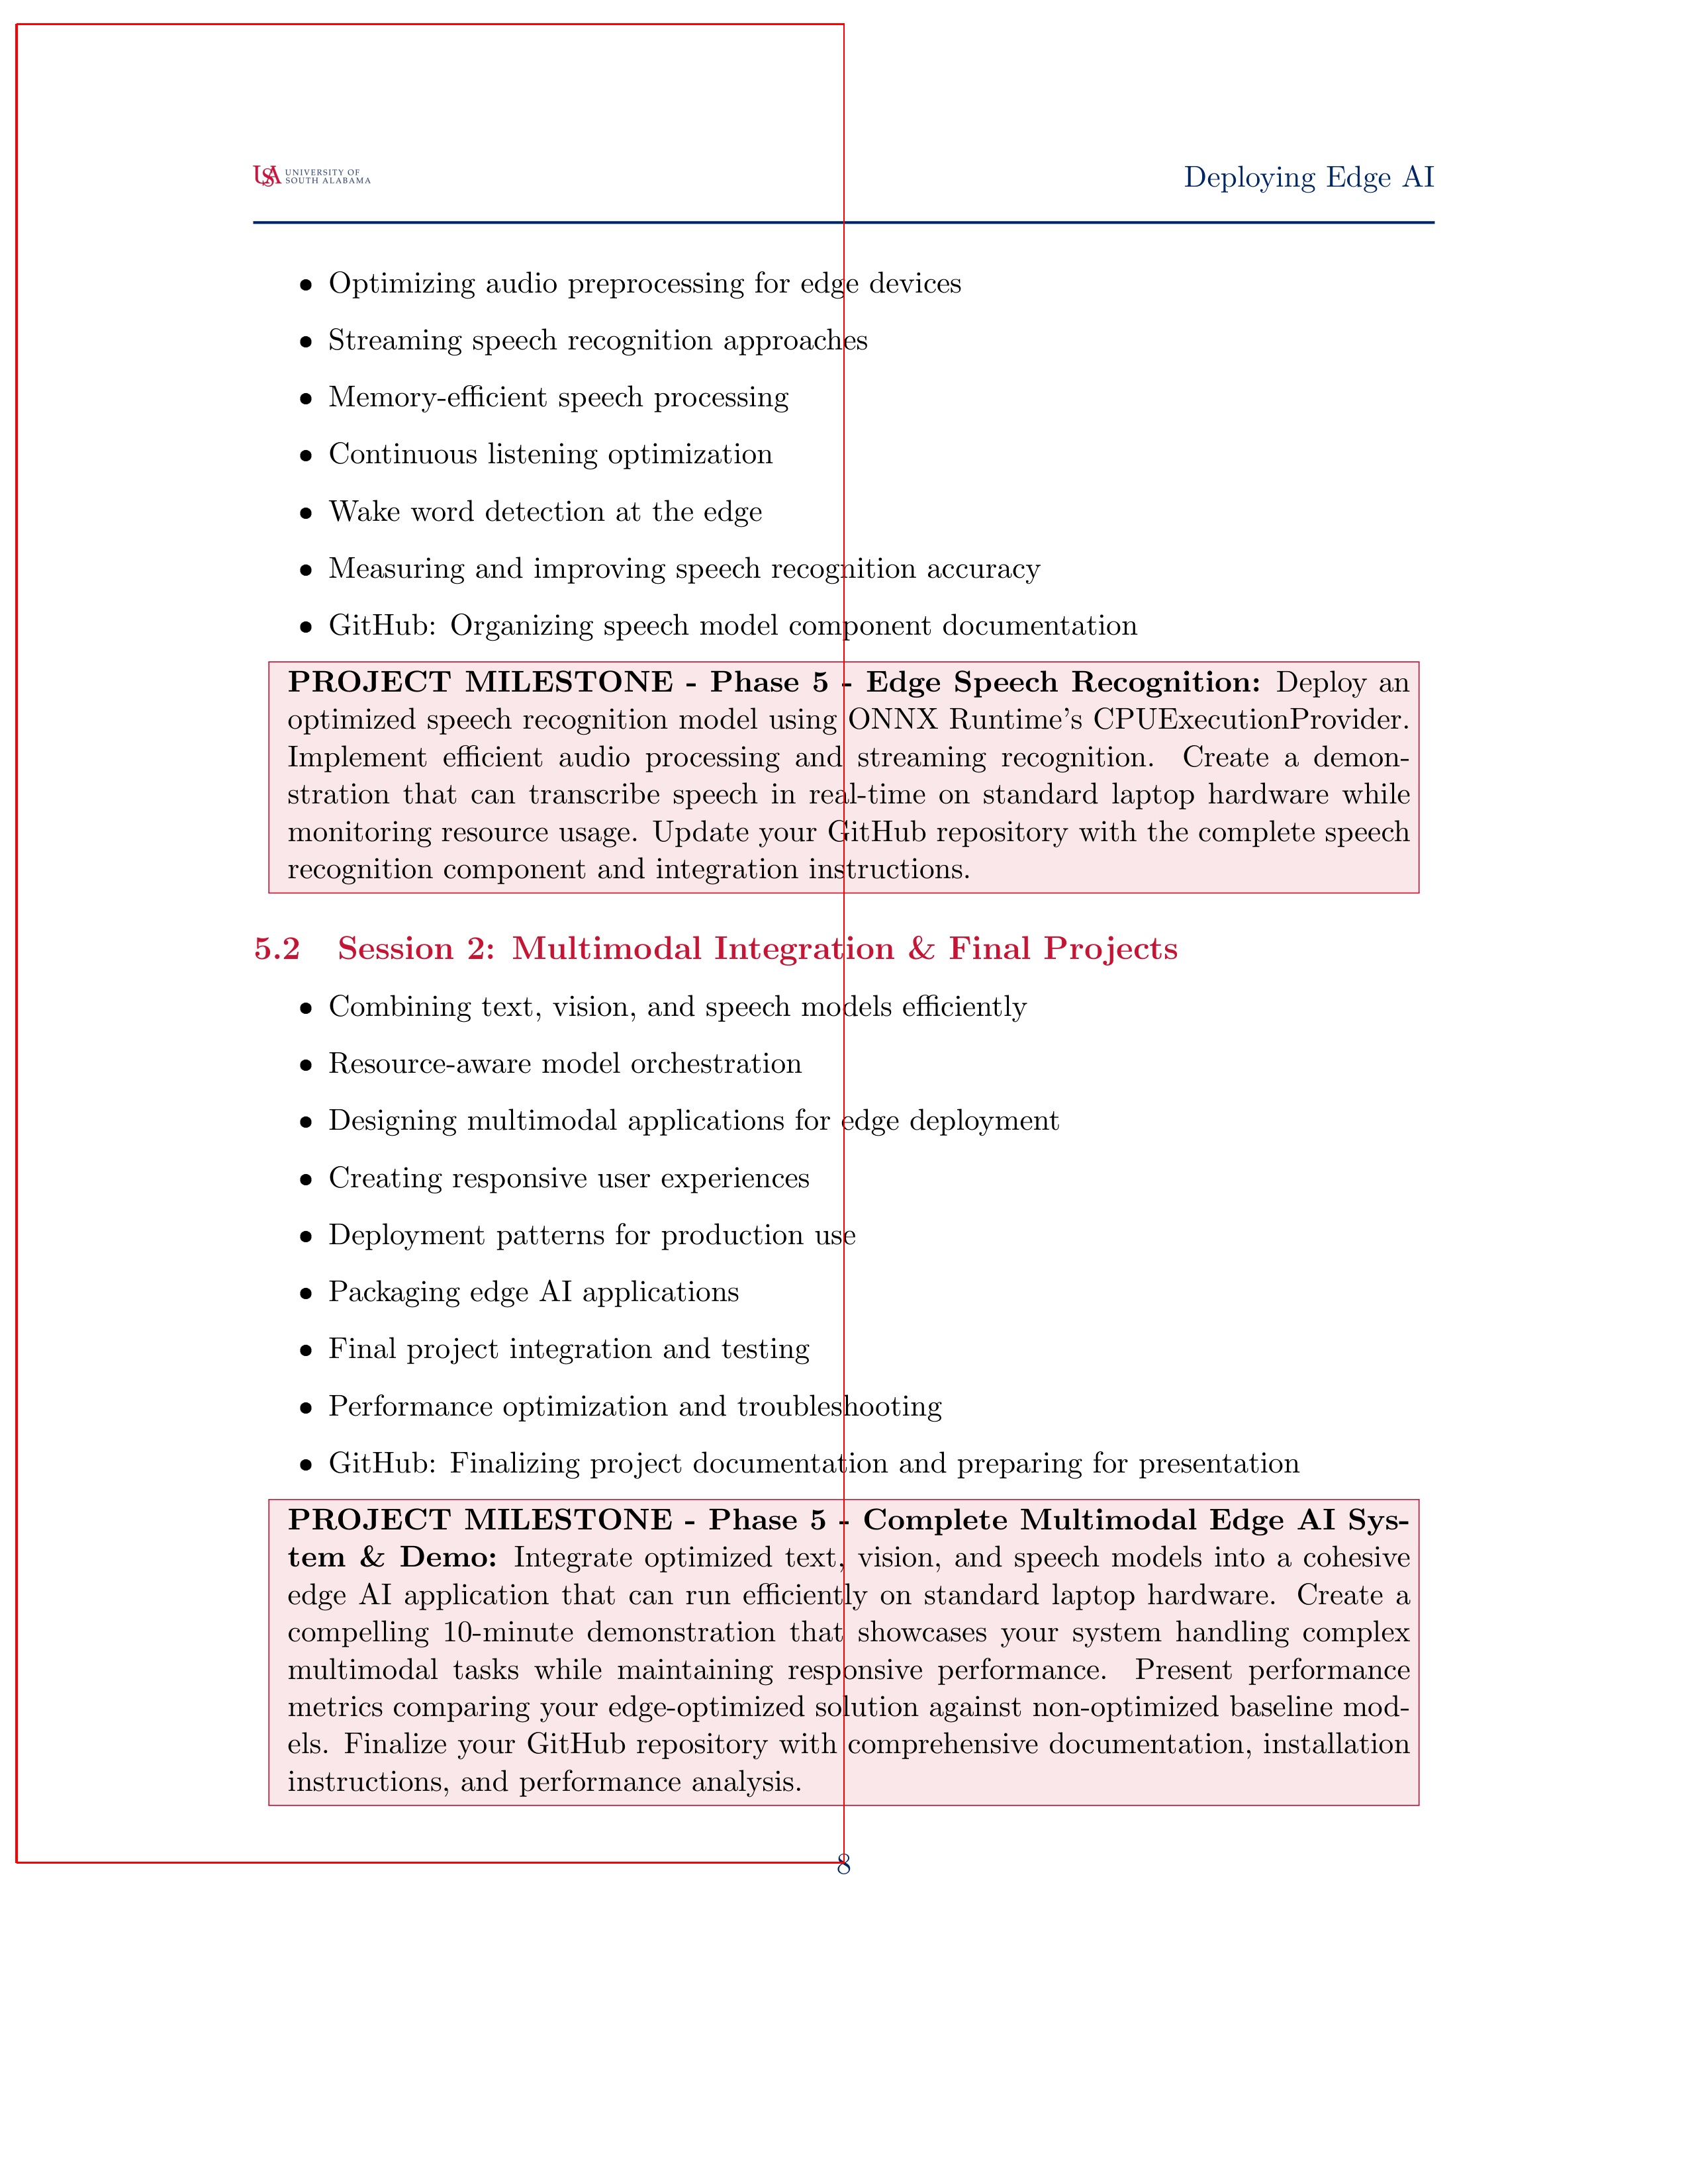 USA UNIVERSITY OF
SOUTH ALABAMA
Deploying Edge AI
• Optimizing audio preprocessing for edge devices
• Streaming speech recognition approaches
• Memory-efficient speech processing
• Continuous listening optimization
• Wake word detection at the edge
• Measuring and improving speech recognition accuracy
• GitHub: Organizing speech model component documentation
PROJECT MILESTONE - Phase 5 - Edge Speech Recognition: Deploy an
optimized speech recognition model using ONNX Runtime's CPUExecutionProvider.
Implement efficient audio processing and streaming recognition. Create a demon-
stration that can transcribe speech in real-time on standard laptop hardware while
monitoring resource usage. Update your GitHub repository with the complete speech
recognition component and integration instructions.
5.2 Session 2: Multimodal Integration & Final Projects
• Combining text, vision, and speech models efficiently
• Resource-aware model orchestration
• Designing multimodal applications for edge deployment
• Creating responsive user experiences
• Deployment patterns for production use
• Packaging edge AI applications
• Final project integration and testing
• Performance optimization and troubleshooting
• GitHub: Finalizing project documentation and preparing for presentation
PROJECT MILESTONE - Phase 5 - Complete Multimodal Edge AI Sys-
tem & Demo: Integrate optimized text, vision, and speech models into a cohesive
edge AI application that can run efficiently on standard laptop hardware. Create a
compelling 10-minute demonstration that showcases your system handling complex
multimodal tasks while maintaining responsive performance. Present performance
metrics comparing your edge-optimized solution against non-optimized baseline mod-
els. Finalize your GitHub repository with comprehensive documentation, installation
instructions, and performance analysis.
8